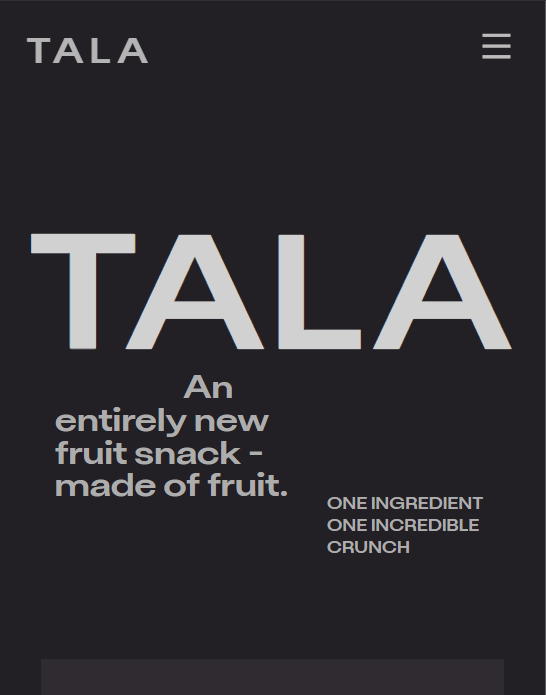 TALA
TALA
An
entirely new
fruit snack -
made of fruit.
ONE INGREDIENT
ONE INCREDIBLE
CRUNCH